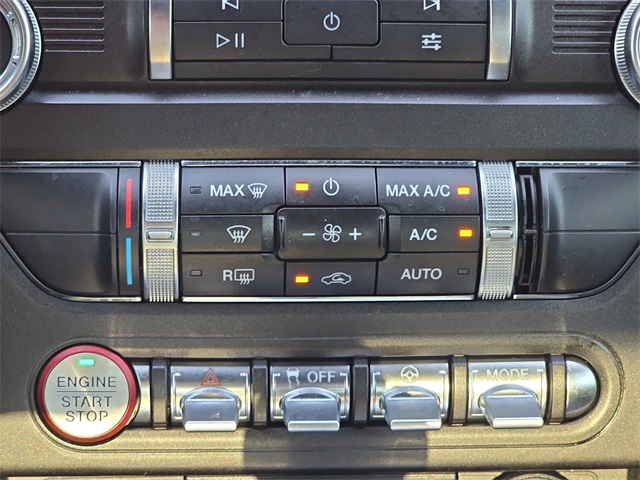 MAX
MAX A/C
− +
A/C
R
AUTO
ENGINE
START
STOP
OFF
MODE